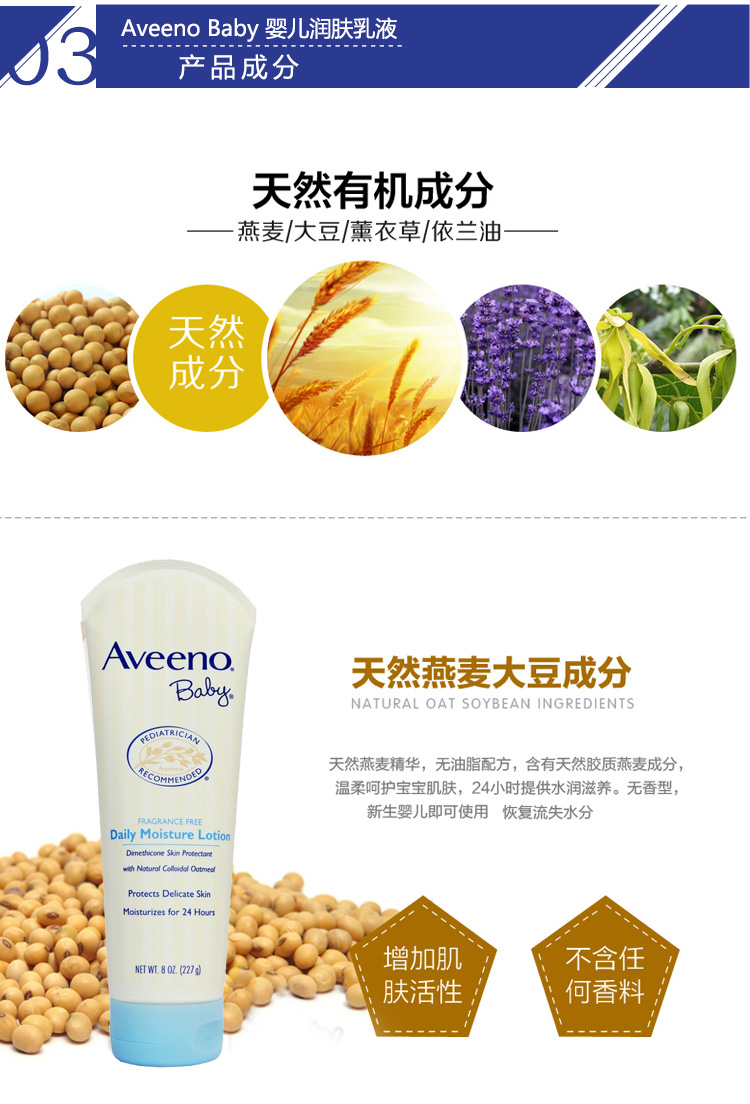 03
Aveeno Baby 婴儿润肤乳液
产品成分
天然有机成分
燕麦/大豆/薰衣草/依兰油
天然
成分
Aveeno®
Baby®
PEDIATRICIAN
Aveeno
RECOMMENDED®
FRAGRANCE FREE
Daily Moisture Lotion
Dimethicone Skin Protectant
with Natural Colloidal Oatmeal
Protects Delicate Skin
Moisturizes for 24 Hours
NET WT. 8 OZ. (227g)
天然燕麦大豆成分
NATURAL OAT SOYBEAN INGREDIENTS
天然燕麦精华，无油脂配方，含有天然胶质燕麦成分，
温柔呵护宝宝肌肤，24小时提供水润滋养。无香型，
新生婴儿即可使用 恢复流失水分
增加肌
肤活性
不含任
何香料